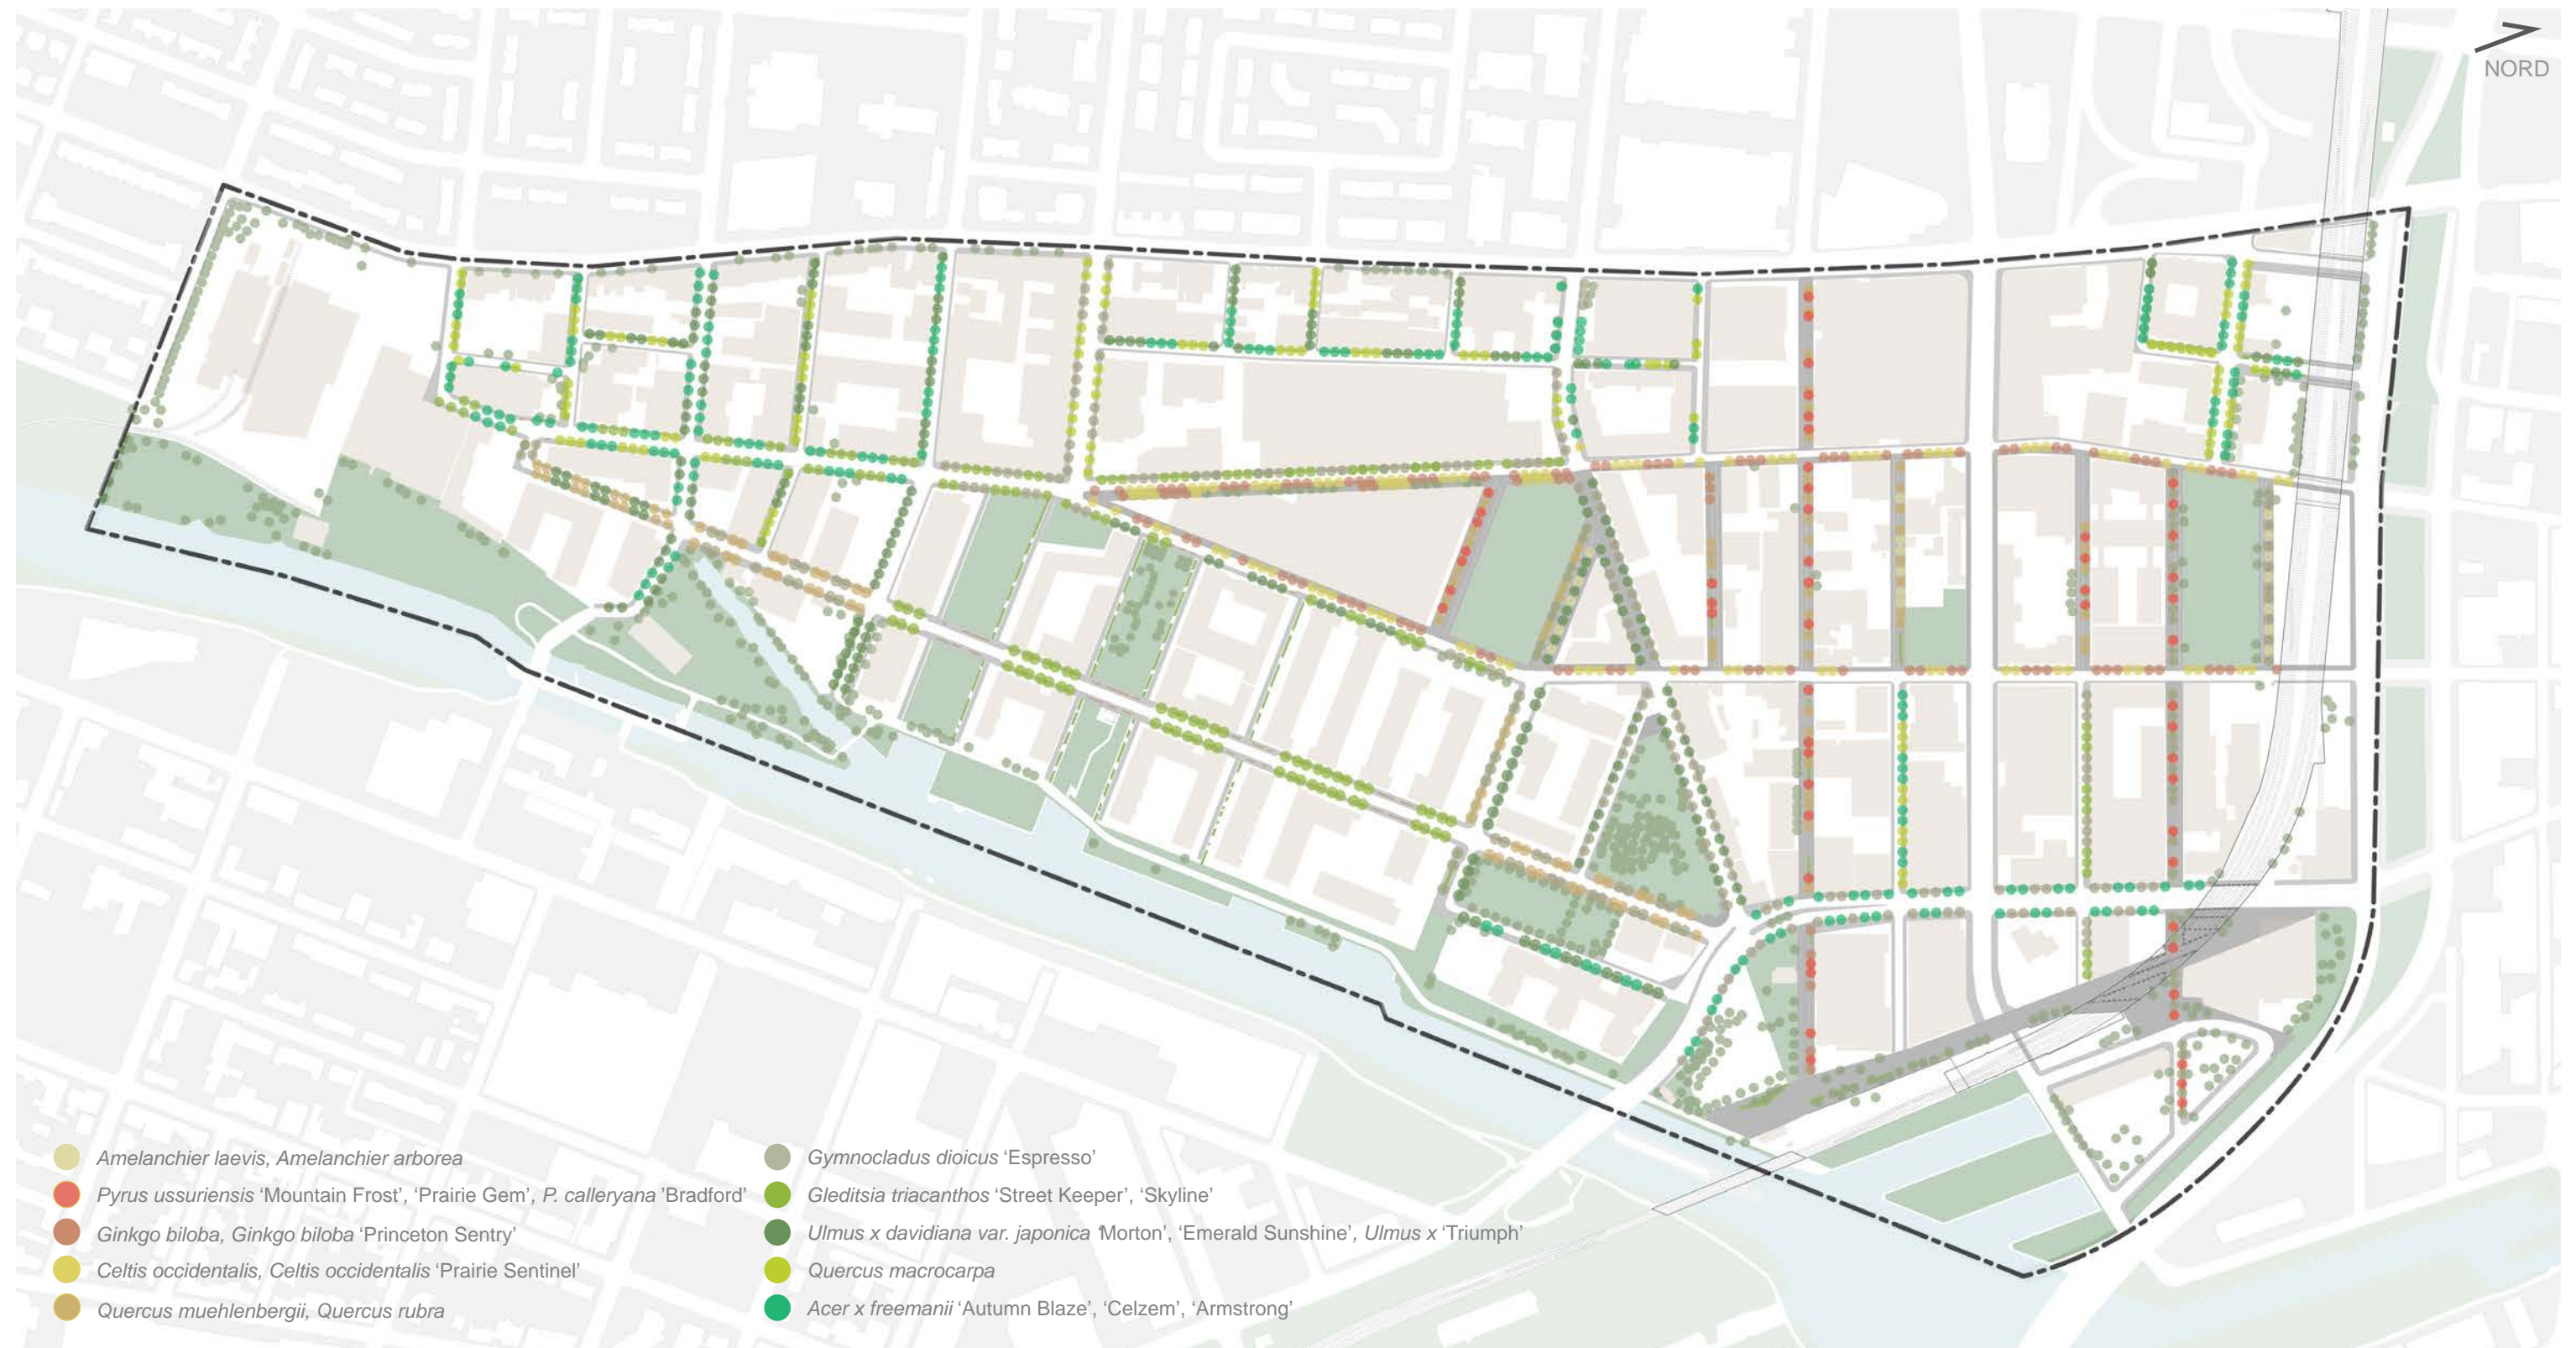 NORD
Amelanchier laevis, Amelanchier arborea
Pyrus ussuriensis ‘Mountain Frost’, ‘Prairie Gem’, P. calleryana 'Bradford’
Ginkgo biloba, Ginkgo biloba ‘Princeton Sentry’
Celtis occidentalis, Celtis occidentalis ‘Prairie Sentinel’
Quercus muehlenbergii, Quercus rubra
Gymnocladus dioicus ‘Espresso’
Gleditsia triacanthos ‘Street Keeper’, ‘Skyline’
Ulmus x davidiana var. japonica ‘Morton’, ‘Emerald Sunshine’, Ulmus x ‘Triumph’
Quercus macrocarpa
Acer x freemanii ‘Autumn Blaze’, ‘Celzem’, ‘Armstrong’